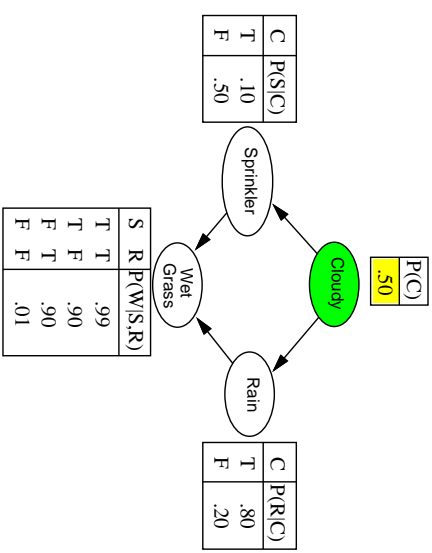 P(C)
.50
Cloudy
C P(S|C)
T .10
F .50
Sprinkler
Rain
C P(R|C)
T .80
F .20
Wet
Grass
S R P(W|S,R)
T T .99
T F .90
F T .90
F F .01